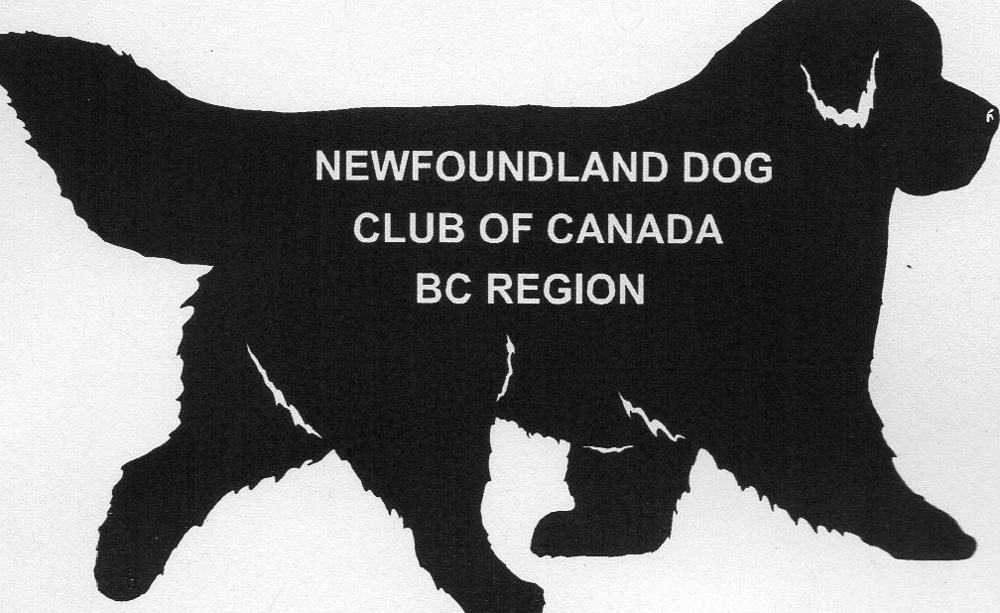 NEWFOUNDLAND DOG
CLUB OF CANADA
BC REGION